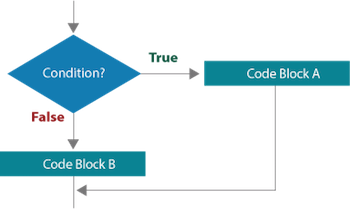 True
Condition?
Code Block A
False
Code Block B